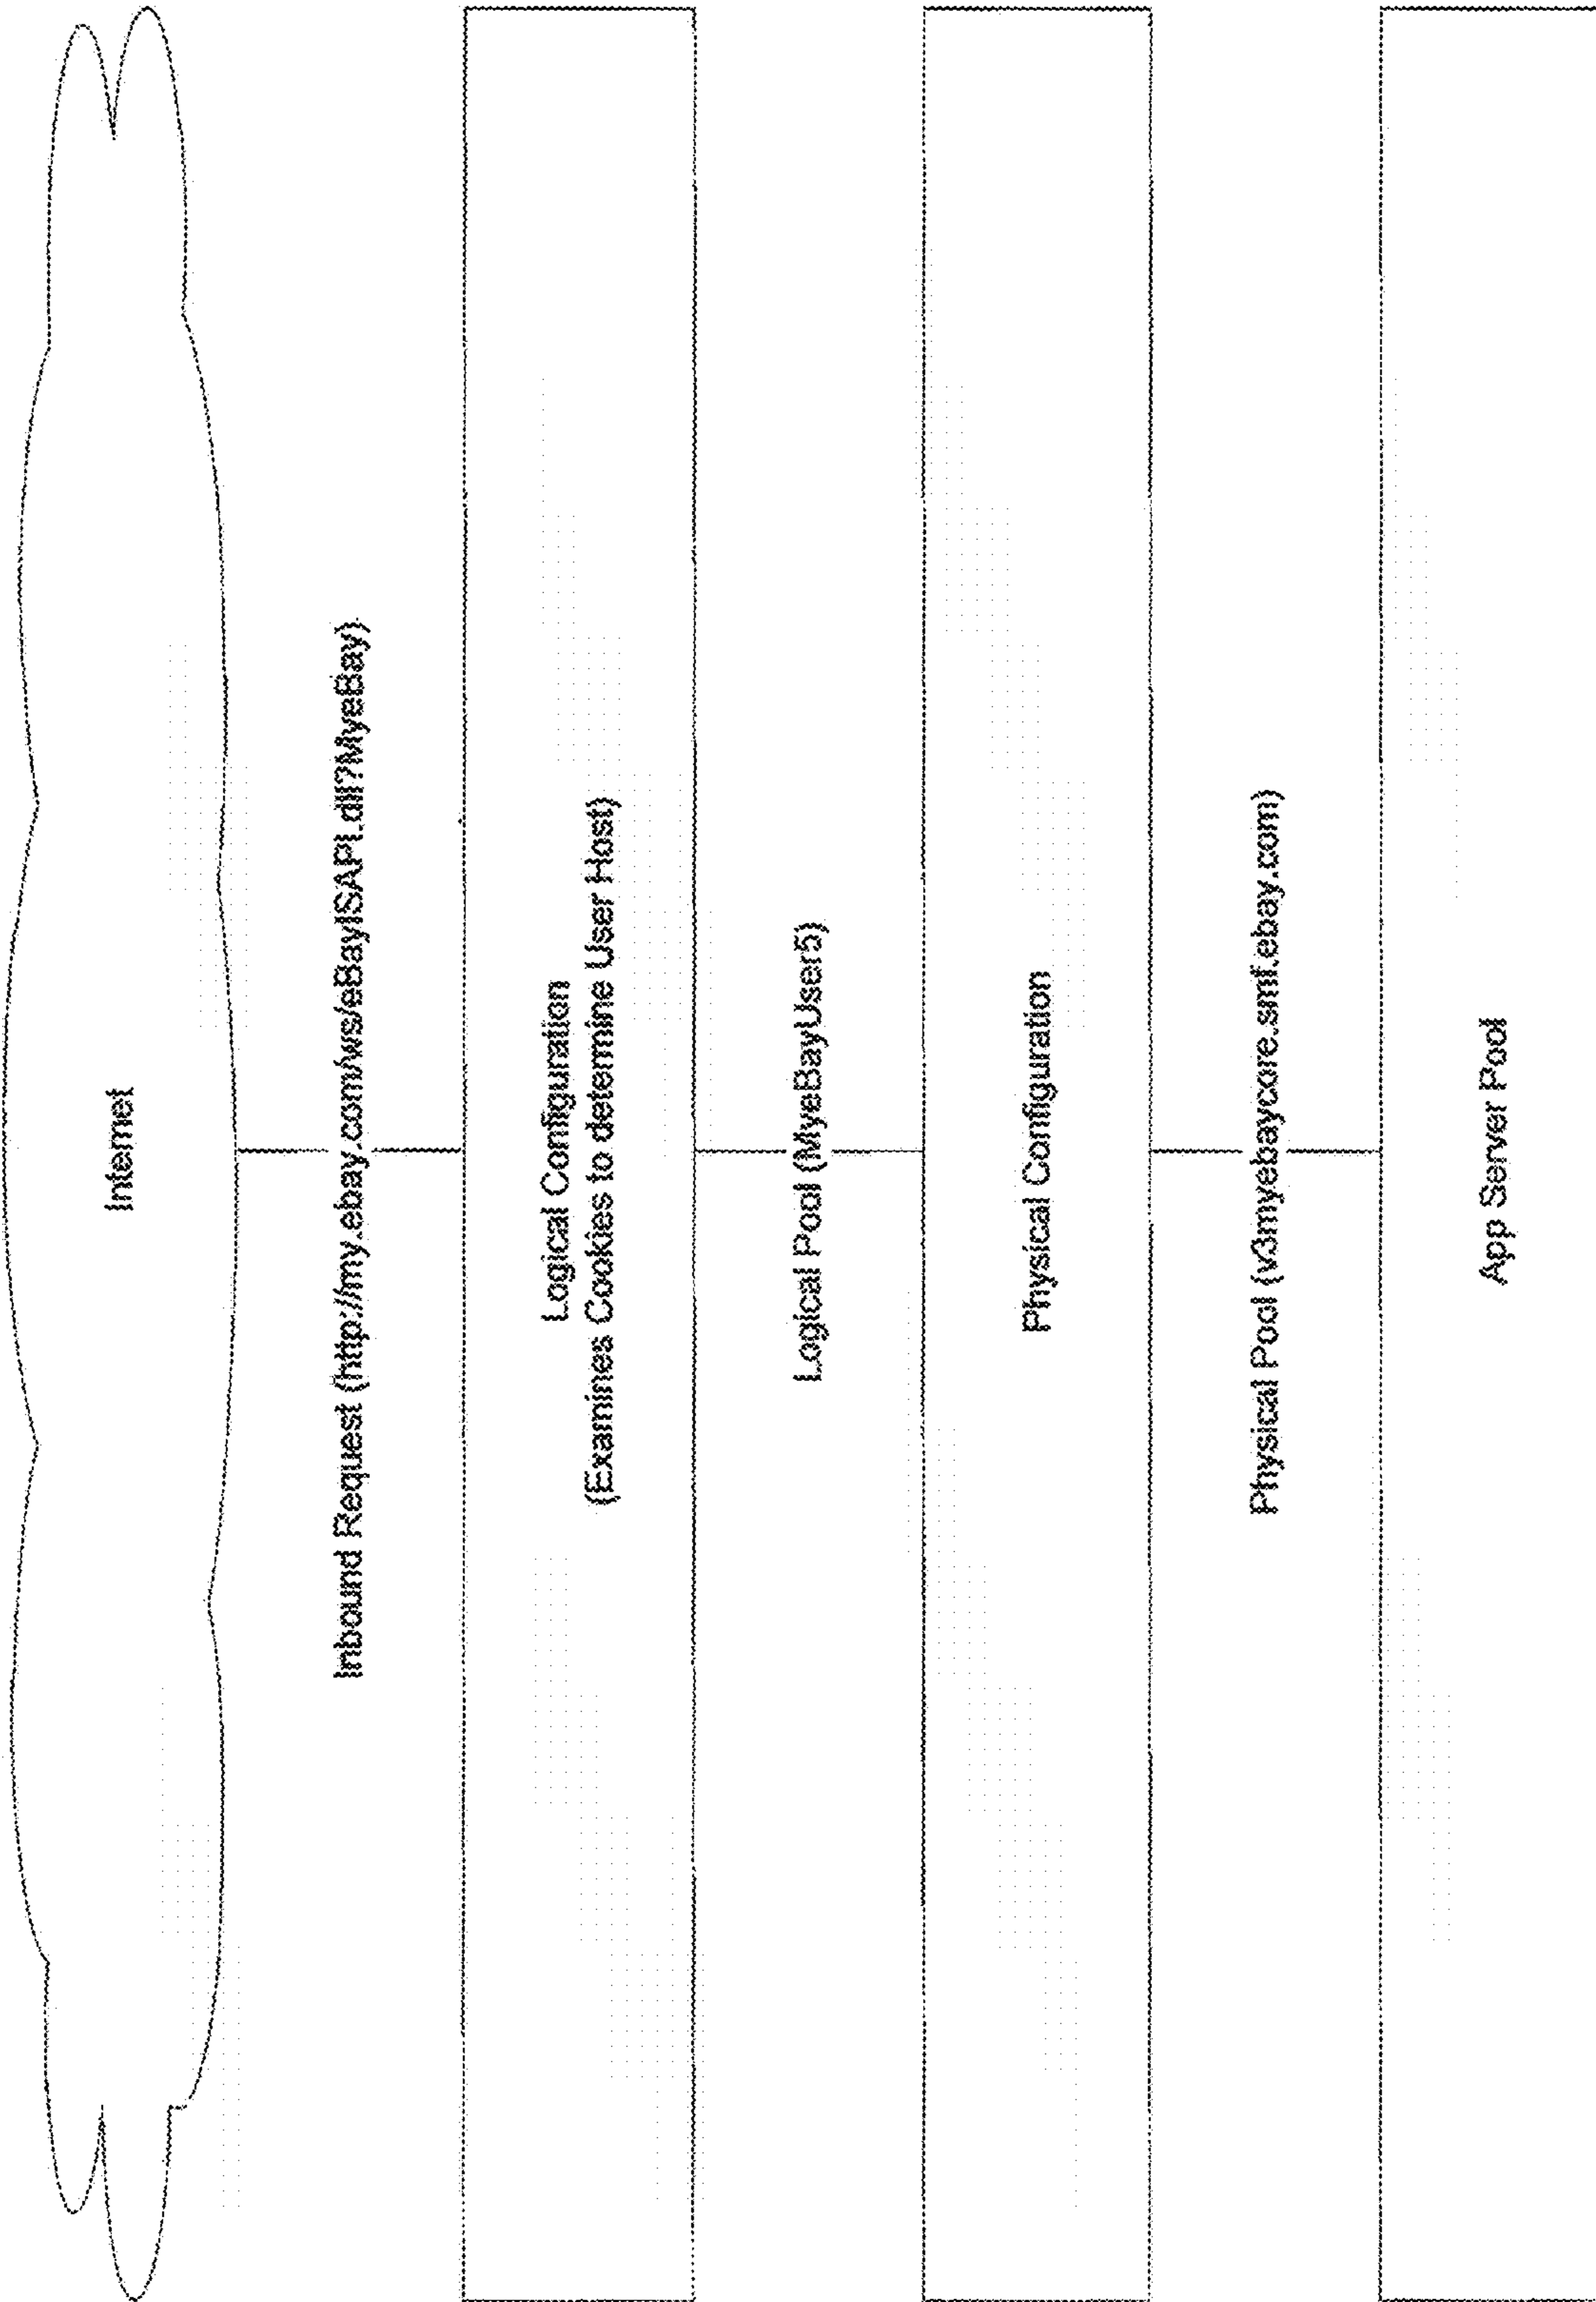 Internet
Inbound Request (http://my.ebay.com/ws/eBayISAPI.dll?MyeBay)
Logical Configuration
(Examines Cookies to determine User Host)
Logical Pool (MyeBayUser5)
Physical Configuration
Physical Pool (v3myebaycore.smf.ebay.com)
App Server Pool